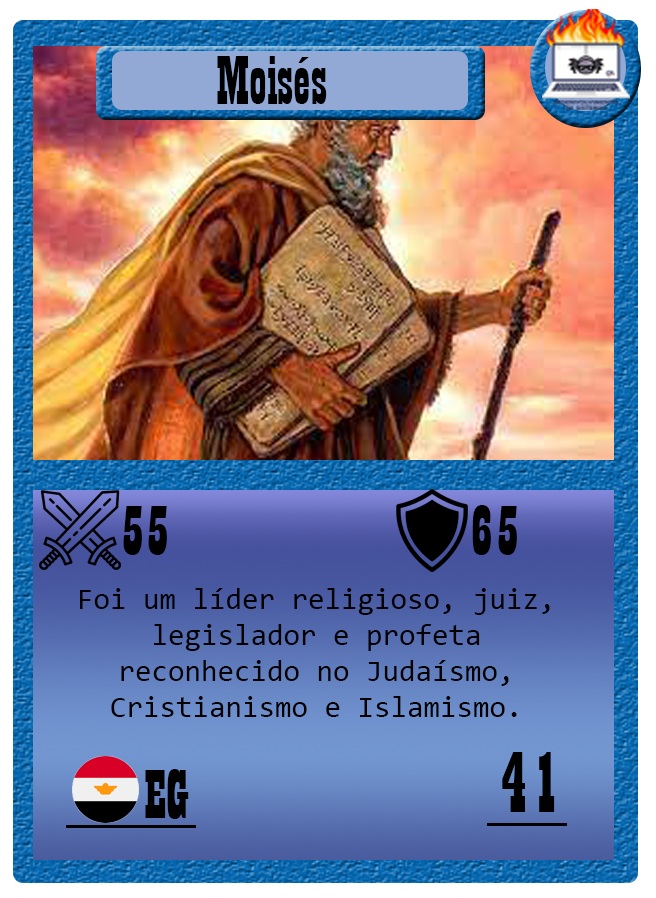 Moisés
55
65
Foi um líder religioso, juiz,
legislador e profeta
reconhecido no Judaísmo,
Cristianismo e Islamismo.
EG
41